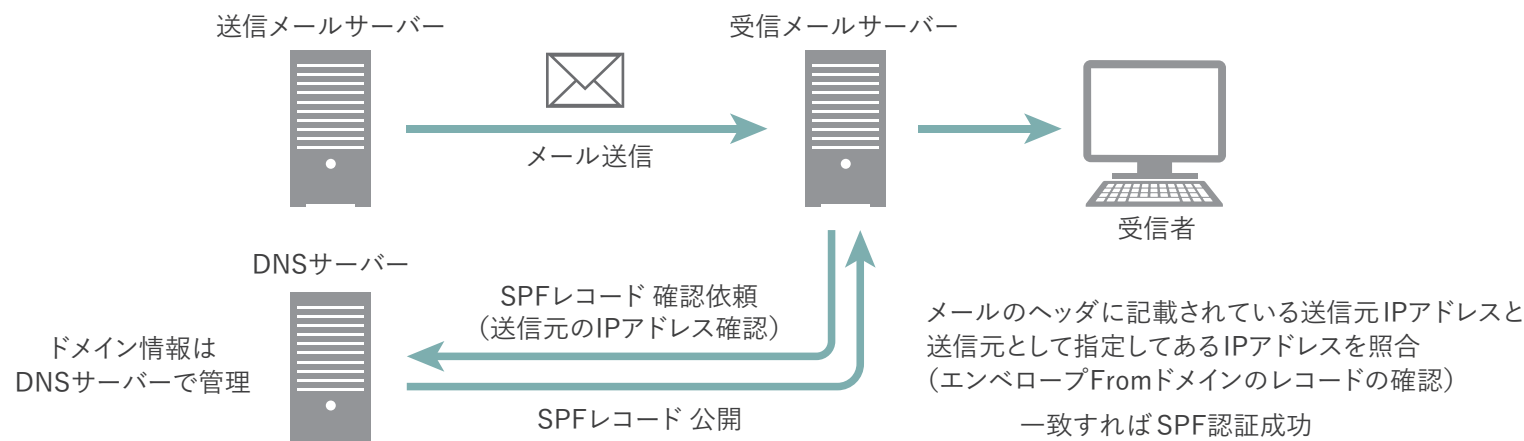 送信メールサーバー
受信メールサーバー
メール送信
受信者
DNSサーバー
ドメイン情報は
DNSサーバーで管理
SPFレコード 確認依頼
（送信元のIPアドレス確認）
SPFレコード 公開
メールのヘッダに記載されている送信元IPアドレスと
送信元として指定してあるIPアドレスを照合
（エンベロープFromドメインのレコードの確認）
一致すればSPF認証成功